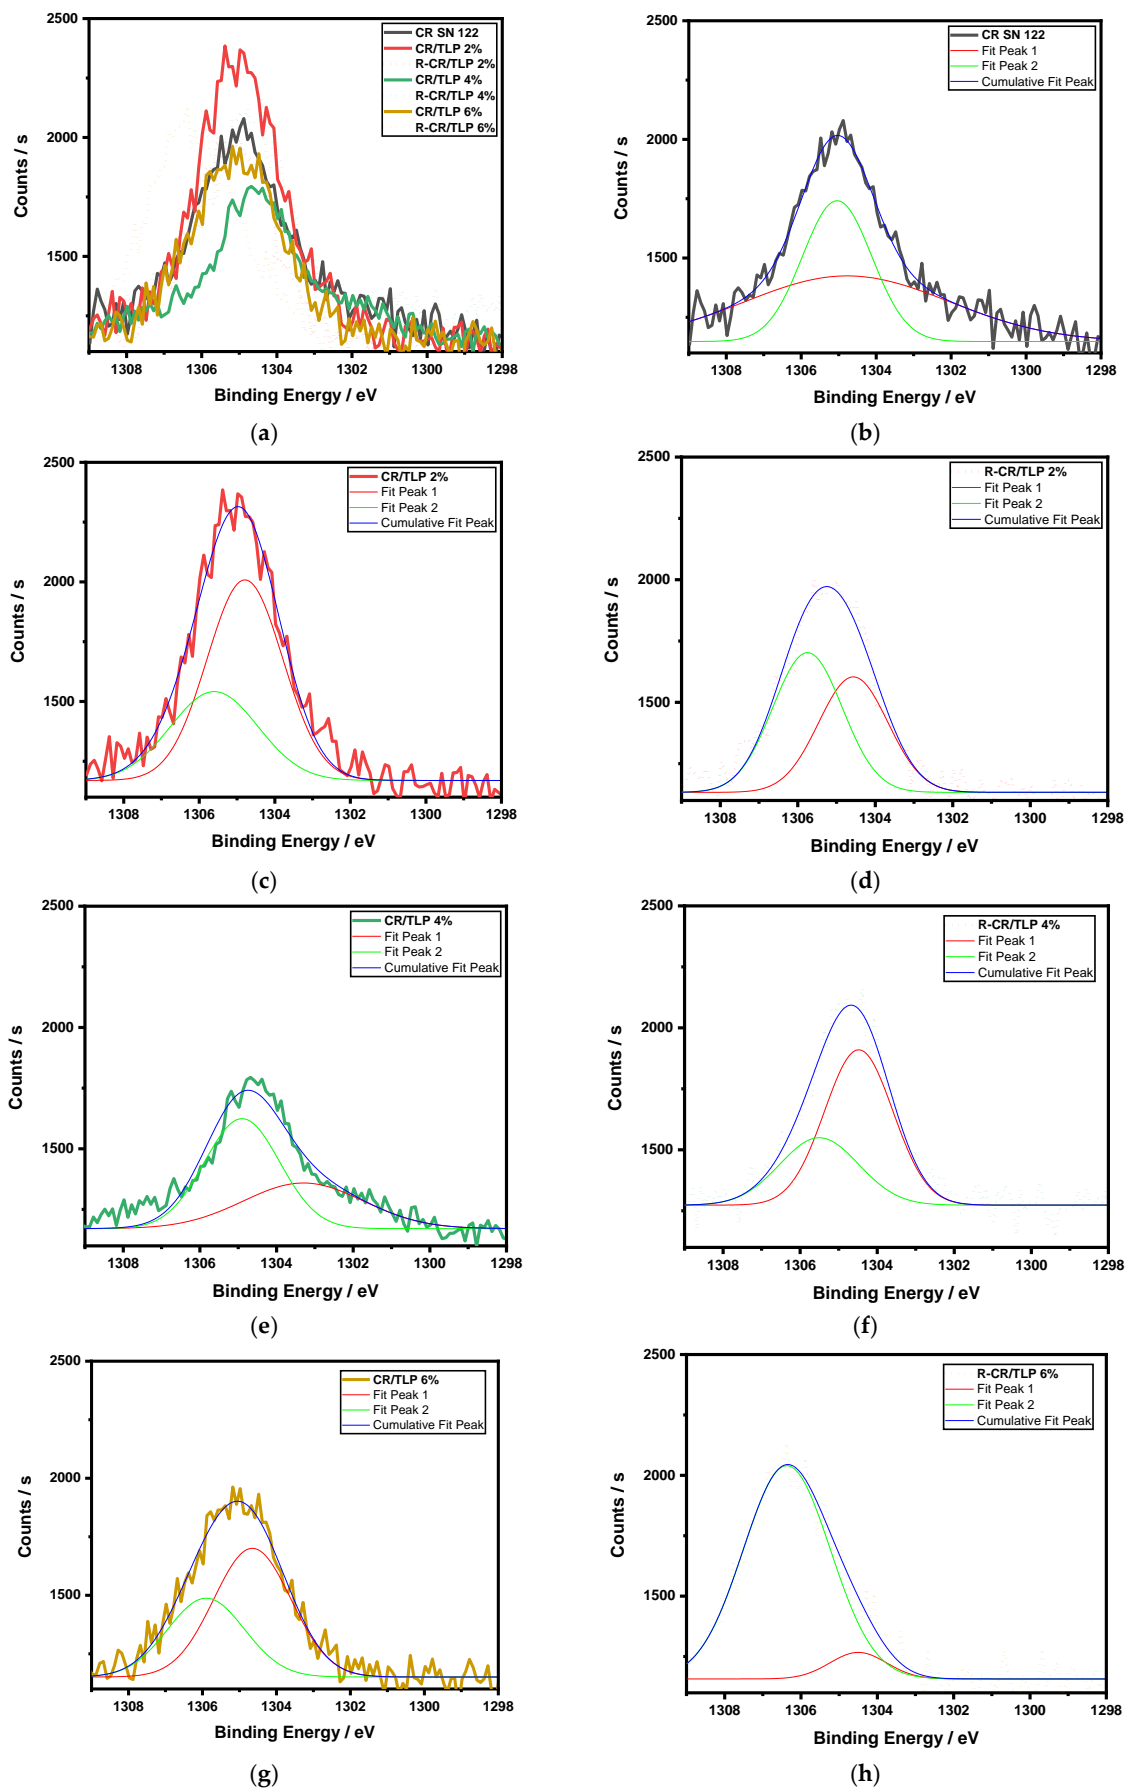 2500
2000
1500
Counts / s
CR SN 122
CR/TLP 2%
R-CR/TLP 2%
CR/TLP 4%
R-CR/TLP 4%
CR/TLP 6%
R-CR/TLP 6%
1308 1306 1304 1302 1300 1298
Binding Energy / eV
(a)
2500
2000
1500
Counts / s
CR SN 122
Fit Peak 1
Fit Peak 2
Cumulative Fit Peak
1308 1306 1304 1302 1300 1298
Binding Energy / eV
(b)
2500
2000
1500
Counts / s
CR/TLP 2%
Fit Peak 1
Fit Peak 2
Cumulative Fit Peak
1308 1306 1304 1302 1300 1298
Binding Energy / eV
(c)
2500
2000
1500
Counts / s
R-CR/TLP 2%
Fit Peak 1
Fit Peak 2
Cumulative Fit Peak
1308 1306 1304 1302 1300 1298
Binding Energy / eV
(d)
2500
2000
1500
Counts / s
CR/TLP 4%
Fit Peak 1
Fit Peak 2
Cumulative Fit Peak
1308 1306 1304 1302 1300 1298
Binding Energy / eV
(e)
2500
2000
1500
Counts / s
R-CR/TLP 4%
Fit Peak 1
Fit Peak 2
Cumulative Fit Peak
1308 1306 1304 1302 1300 1298
Binding Energy / eV
(f)
2500
2000
1500
Counts / s
CR/TLP 6%
Fit Peak 1
Fit Peak 2
Cumulative Fit Peak
1308 1306 1304 1302 1300 1298
Binding Energy / eV
(g)
2500
2000
1500
Counts / s
R-CR/TLP 6%
Fit Peak 1
Fit Peak 2
Cumulative Fit Peak
1308 1306 1304 1302 1300 1298
Binding Energy / eV
(h)